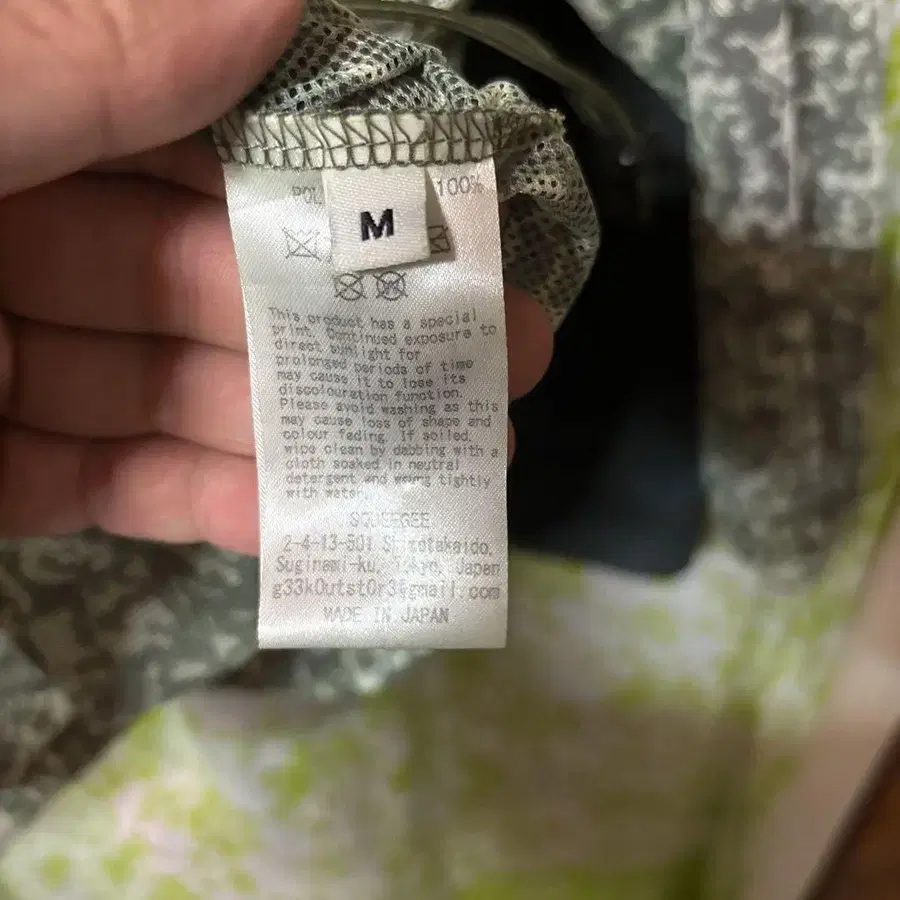 POL 100%
M
This product has a special
print. Continued exposure to
direct sunlight for
prolonged periods of time
may cause it to lose its
discolouration function.
Please avoid washing as this
may cause loss of shape and
colour fading. If soiled,
wipe clean by dabbing with a
cloth soaked in neutral
detergent and wrung tightly
with water.
SQUEEGEE
2-4-13-501 Shimotakaido,
Suginami-ku, Tokyo, Japan
g33k0utst0r3@gmail.com
MADE IN JAPAN